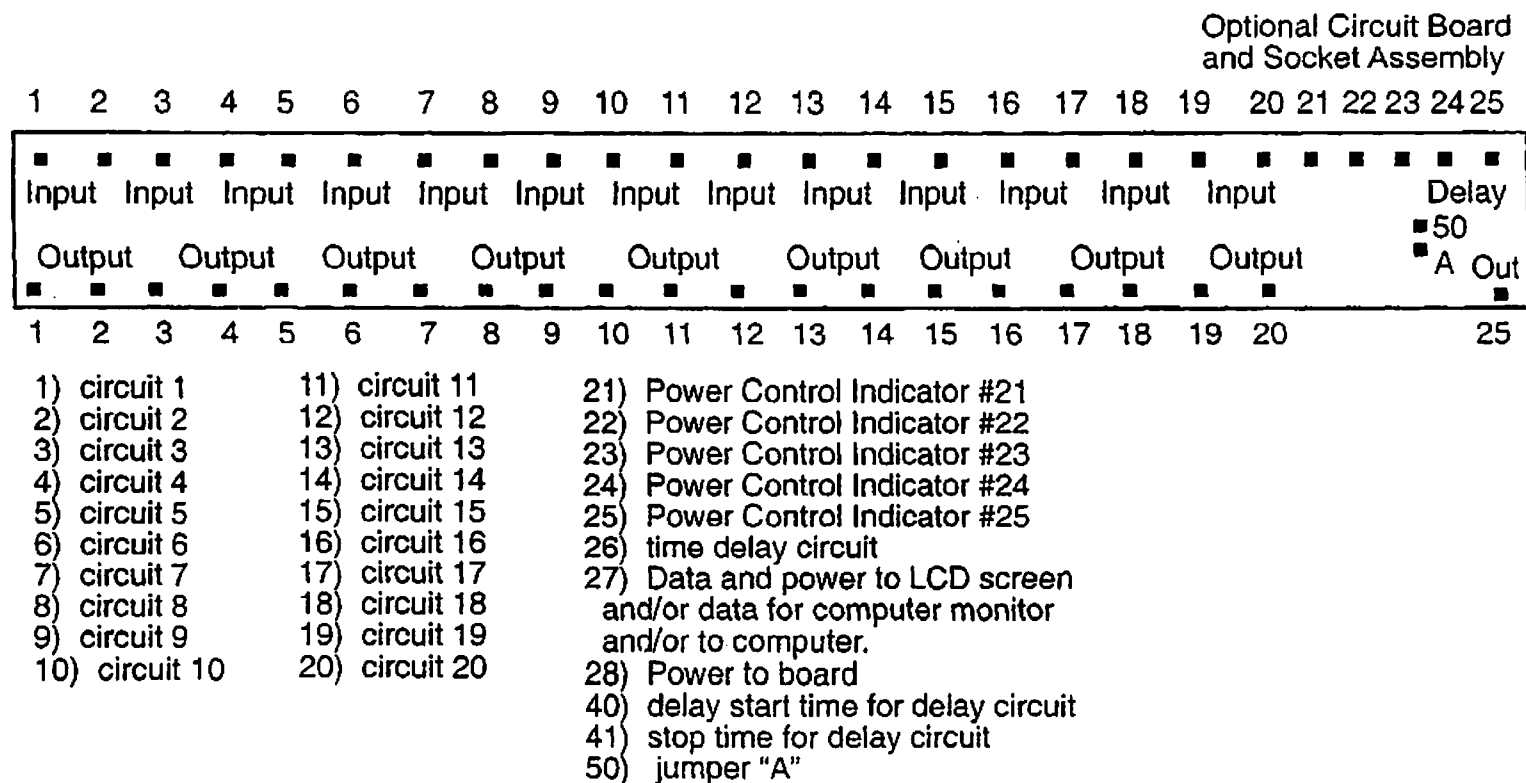 Optional Circuit Board
and Socket Assembly
1 2 3 4 5 6 7 8 9 10 11 12 13 14 15 16 17 18 19 20 21 22 23 24 25
Input Input Input Input Input Input Input Input Input Input Input Input Input Delay
50
Output Output Output Output Output Output Output Output Output A Out
1 2 3 4 5 6 7 8 9 10 11 12 13 14 15 16 17 18 19 20 25
1) circuit 1
2) circuit 2
3) circuit 3
4) circuit 4
5) circuit 5
6) circuit 6
7) circuit 7
8) circuit 8
9) circuit 9
10) circuit 10
11) circuit 11
12) circuit 12
13) circuit 13
14) circuit 14
15) circuit 15
16) circuit 16
17) circuit 17
18) circuit 18
19) circuit 19
20) circuit 20
21) Power Control Indicator #21
22) Power Control Indicator #22
23) Power Control Indicator #23
24) Power Control Indicator #24
25) Power Control Indicator #25
26) time delay circuit
27) Data and power to LCD screen
and/or data for computer monitor
and/or to computer.
28) Power to board
40) delay start time for delay circuit
41) stop time for delay circuit
50) jumper “A”